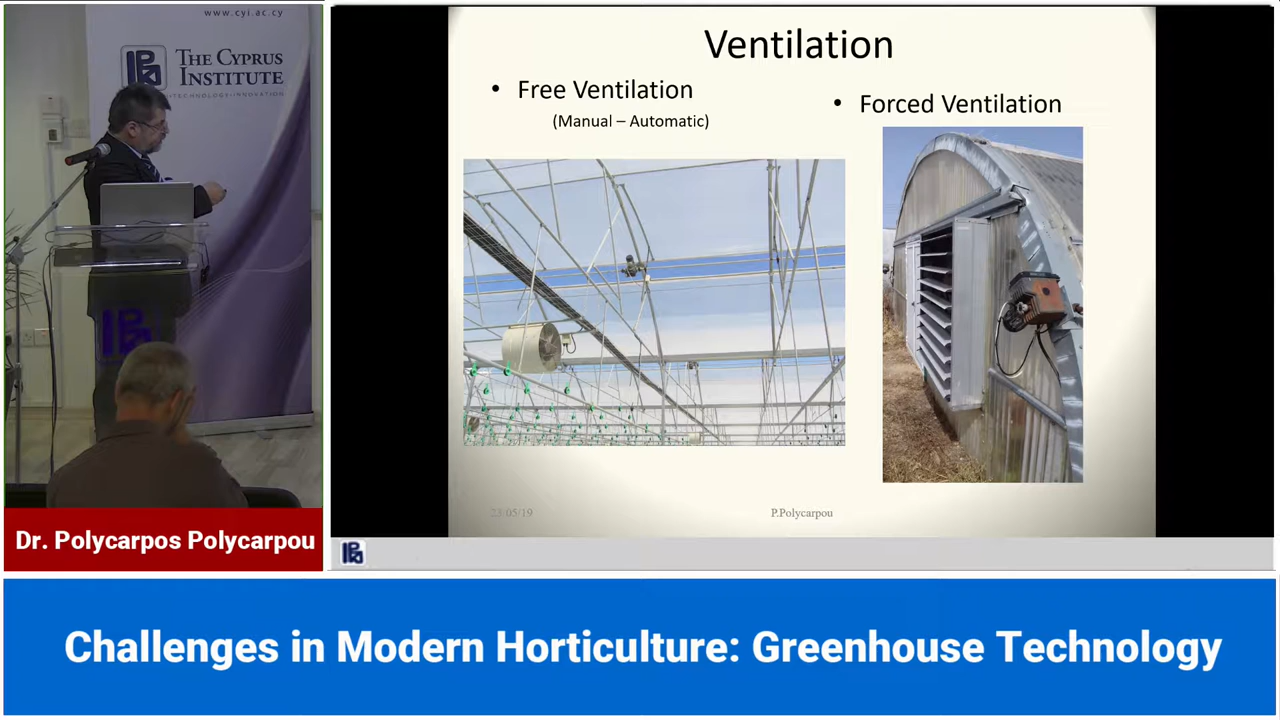 www.cyi.ac.cy
THE CYPRUS
INSTITUTE
TECHNOLOGY•INNOVATION
Ventilation
• Free Ventilation
(Manual – Automatic)
• Forced Ventilation
23/05/19
P.Polycarpou
Dr. Polycarpos Polycarpou
Challenges in Modern Horticulture: Greenhouse Technology